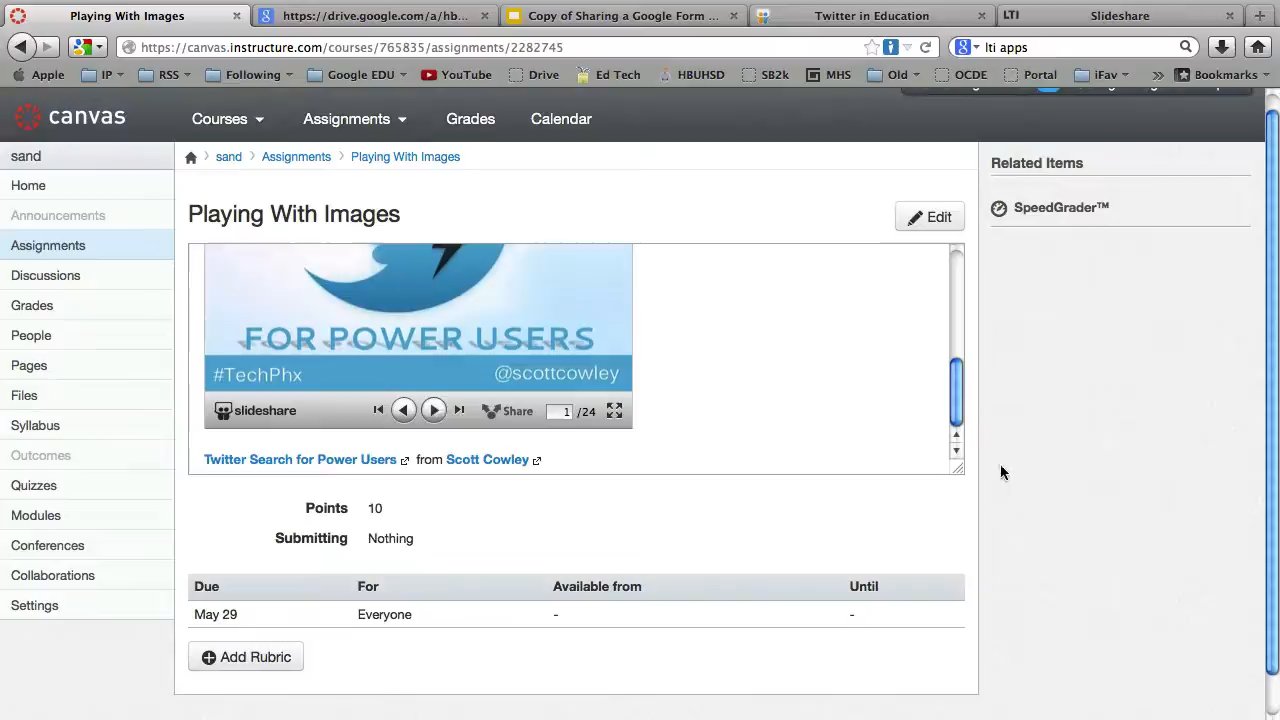 Playing With Images
https://drive.google.com/a/hb...
Copy of Sharing a Google Form ...
Twitter in Education
LTI
Slideshare
https://canvas.instructure.com/courses/765835/assignments/2282745
lti apps
Apple
IP
RSS
Following
Google EDU
YouTube
Drive
Ed Tech
HBUHSD
SB2k
MHS
Old
OCDE
Portal
iFav
Bookmarks
canvas
Courses
Assignments
Grades
Calendar
sand
Home
Announcements
Assignments
Discussions
Grades
People
Pages
Files
Syllabus
Outcomes
Quizzes
Modules
Conferences
Collaborations
Settings
sand
Assignments
Playing With Images
Playing With Images
Edit
FOR POWER USERS
#TechPhx
@scottcowley
slideshare
Share
1 /24
Twitter Search for Power Users from Scott Cowley
Points 10
Submitting Nothing
Due For Available from Until
May 29 Everyone - -
Add Rubric
Related Items
SpeedGrader™